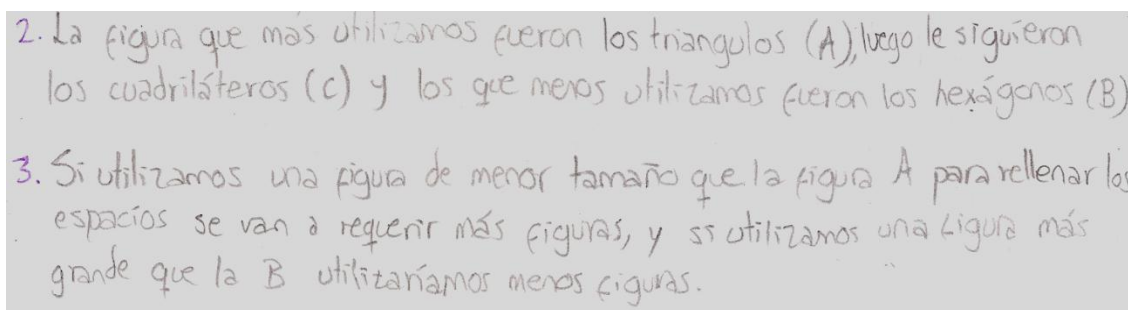 2. La figura que mas utilizamos fueron los triangulos (A), luego le siguieron
los cuadriláteros (c) y los que menos utilizamos fueron los hexágonos (B)
3. Si utilizamos una figura de menor tamaño que la figura A para rellenar los
espacios se van a requerir más figuras, y si utilizamos una figura más
grande que la B utilizaríamos menos figuras.